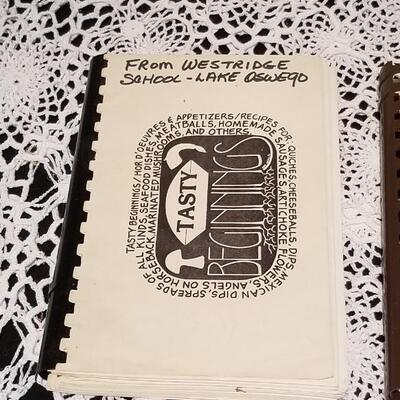 FROM WESTRIDGE
SCHOOL - LAKE OSWEGO
TASTY BEGINNINGS/HOR D'OEUVRES & APPETIZERS/RECIPES FOR QUICHES, CHEESEBALLS, DIPS, MEXICAN DIPS, SPREADS OF ALL KINDS, SEAFOOD DISHES, MEATBALLS, HOMEMADE SAUSAGES, ARTICHOKE FLOWERS, ANGELS ON HORSEBACK, MARINATED MUSHROOMS, AND OTHERS.
TASTY
BEGINNINGS